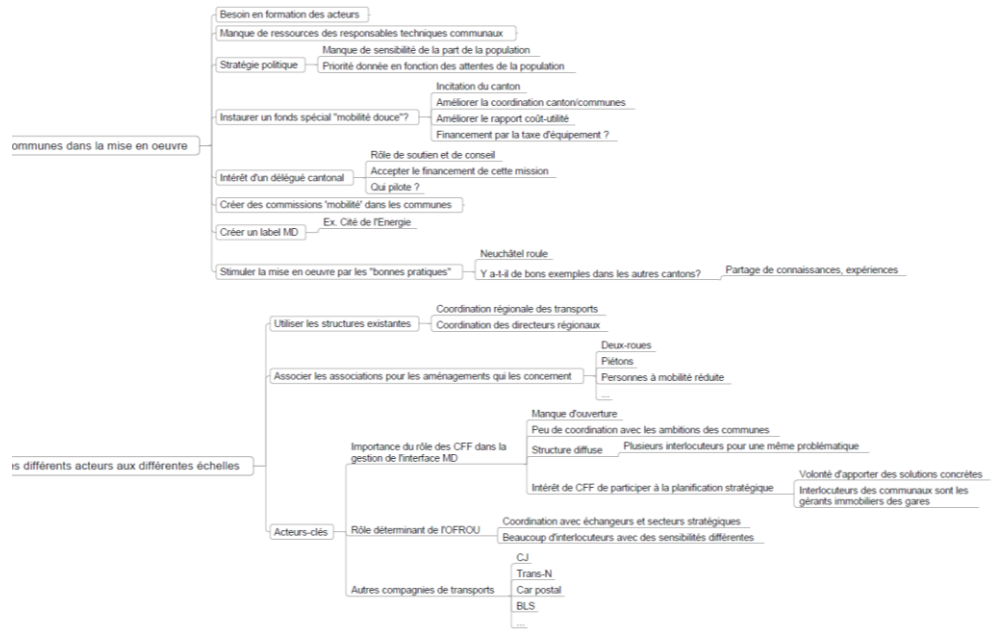 Besoin en formation des acteurs
Manque de ressources des responsables techniques communaux
Manque de sensibilité de la part de la population
Stratégie politique
Priorité donnée en fonction des attentes de la population
Incitation du canton
Améliorer la coordination canton/communes
Instaurer un fonds spécial "mobilité douce"?
Améliorer le rapport coût-utilité
Financement par la taxe d'équipement ?
ommunes dans la mise en oeuvre
Rôle de soutien et de conseil
Intérêt d'un délégué cantonal
Accepter le financement de cette mission
Qui pilote ?
Créer des commissions 'mobilité' dans les communes
Ex. Cité de l'Energie
Créer un label MD
Neuchâtel roule
Stimuler la mise en oeuvre par les "bonnes pratiques"
Y a-t-il de bons exemples dans les autres cantons?
Partage de connaissances, expériences
Coordination régionale des transports
Utiliser les structures existantes
Coordination des directeurs régionaux
Deux-roues
Piétons
Associer les associations pour les aménagements qui les concernent
Personnes à mobilité réduite
...
s différents acteurs aux différentes échelles
Manque d'ouverture
Peu de coordination avec les ambitions des communes
Importance du rôle des CFF dans la
gestion de l'interface MD
Structure diffuse
Plusieurs interlocuteurs pour une même problématique
Intérêt de CFF de participer à la planification stratégique
Volonté d'apporter des solutions concrètes
Interlocuteurs des communaux sont les
gérants immobiliers des gares
Acteurs-clés
Rôle déterminant de l'OFROU
Coordination avec échangeurs et secteurs stratégiques
Beaucoup d'interlocuteurs avec des sensibilités différentes
Autres compagnies de transports
CJ
Trans-N
Car postal
BLS
...